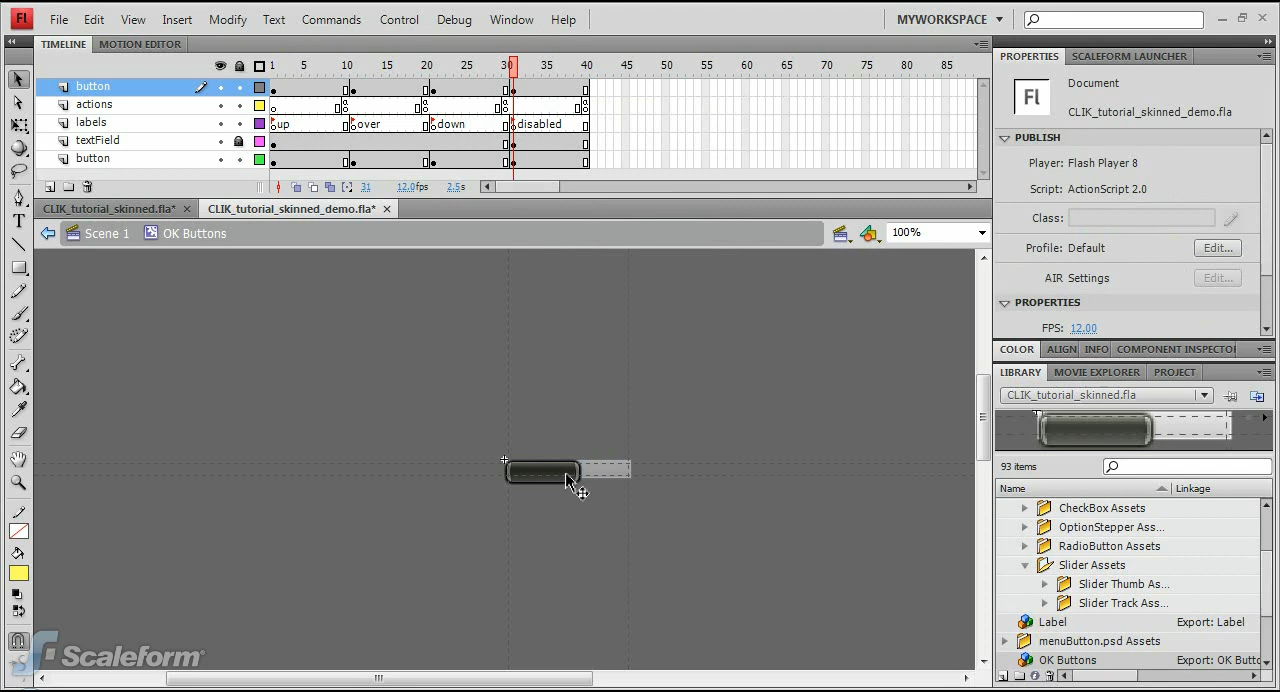 Fl File Edit View Insert Modify Text Commands Control Debug Window Help MYWORKSPACE
TIMELINE MOTION EDITOR
1 5 10 15 20 25 30 35 40 45 50 55 60 65 70 75 80 85
button
actions
labels up over down disabled
textField
button
31 12.0fps 2.5s
CLIK_tutorial_skinned.fla* CLIK_tutorial_skinned_demo.fla*
Scene 1 OK Buttons 100%
T
PROPERTIES SCALEFORM LAUNCHER
Fl
Document
CLIK_tutorial_skinned_demo.fla
PUBLISH
Player: Flash Player 8
Script: ActionScript 2.0
Class:
Profile: Default Edit...
AIR Settings Edit...
PROPERTIES
FPS: 12.00
COLOR ALIGN INFO COMPONENT INSPECTOR
LIBRARY MOVIE EXPLORER PROJECT
CLIK_tutorial_skinned.fla
93 items
Name Linkage
CheckBox Assets
OptionStepper Ass...
RadioButton Assets
Slider Assets
Slider Thumb As...
Slider Track Ass...
Label Export: Label
menuButton.psd Assets
OK Buttons Export: OK Butto
Scaleform